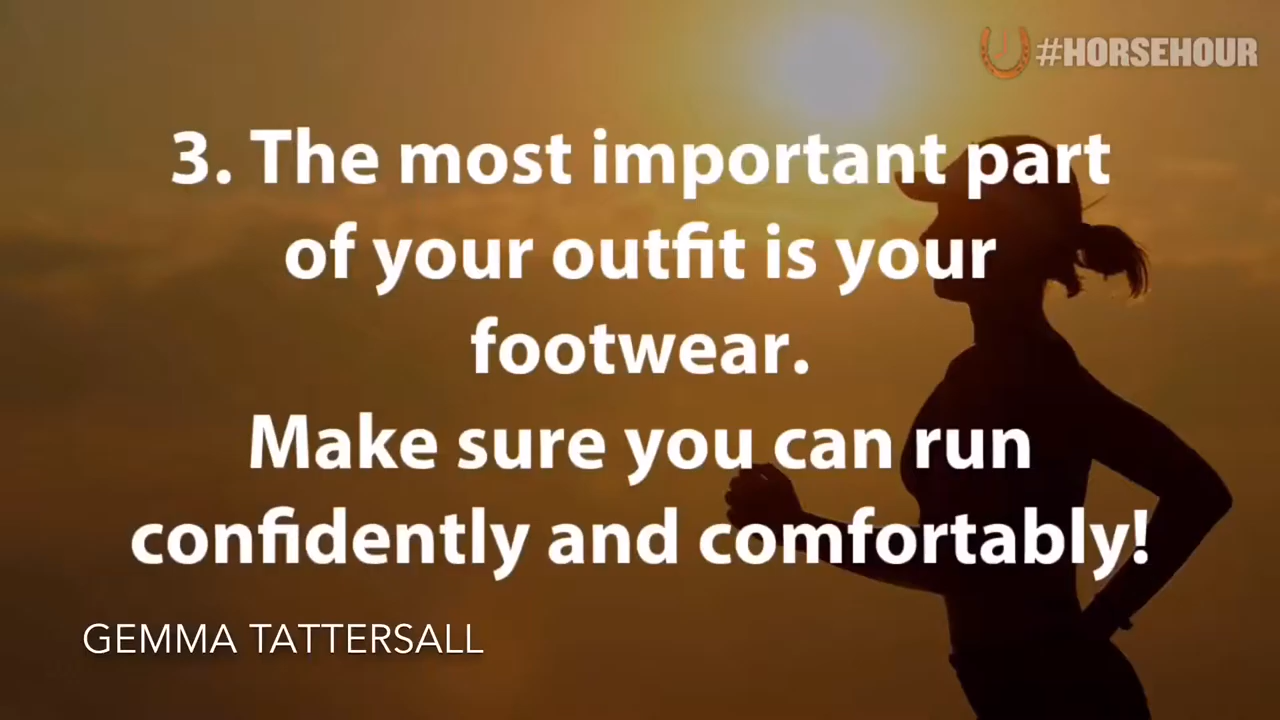 #HORSEHOUR
3. The most important part
of your outfit is your
footwear.
Make sure you can run
confidently and comfortably!
GEMMA TATTERSALL